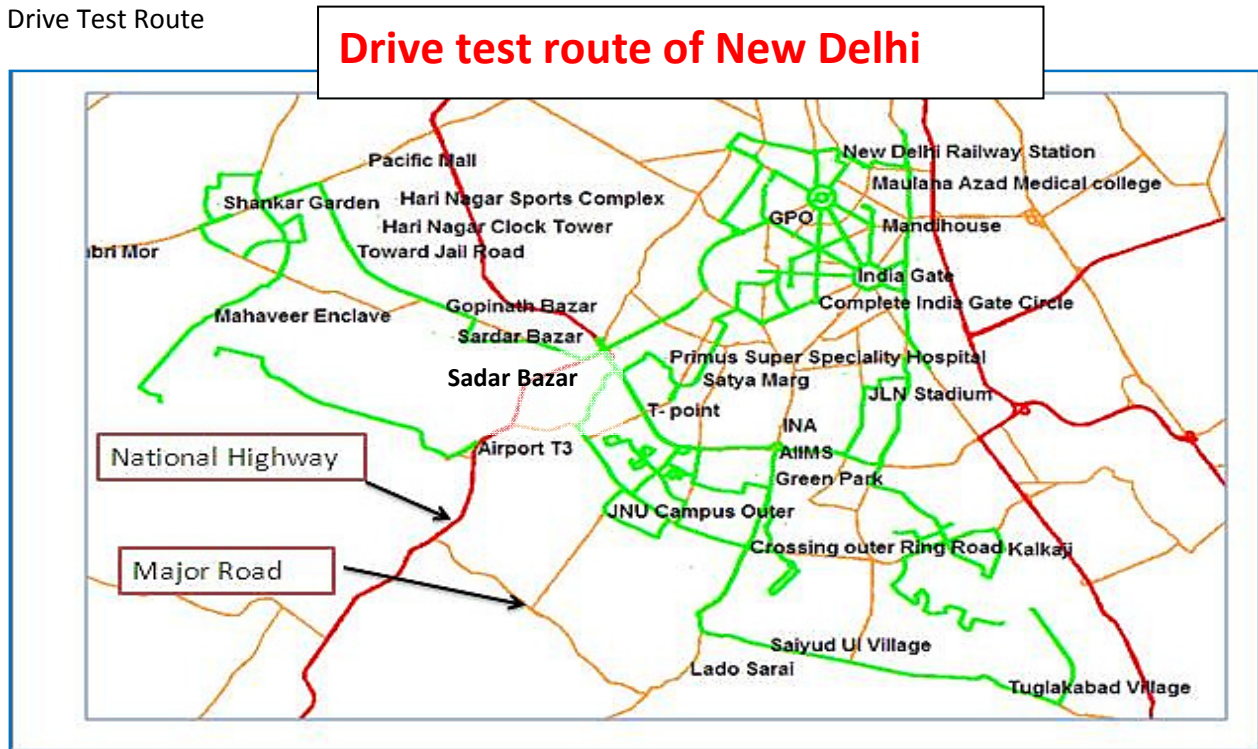 Drive Test Route
Drive test route of New Delhi
New Delhi Railway Station
Pacific Mall
Maulana Azad Medical college
Shankar Garden
Hari Nagar Sports Complex
GPO
Mandihouse
Hari Nagar Clock Tower
abri Mor
Toward Jail Road
India Gate
Complete India Gate Circle
Gopinath Bazar
Mahaveer Enclave
Sardar Bazar
Primus Super Speciality Hospital
Sadar Bazar
Satya Marg
JLN Stadium
T- point
INA
Airport T3
AIIMS
National Highway
Green Park
JNU Campus Outer
Crossing outer Ring Road
Kalkaji
Major Road
Saiyud Ul Village
Lado Sarai
Tuglakabad Village